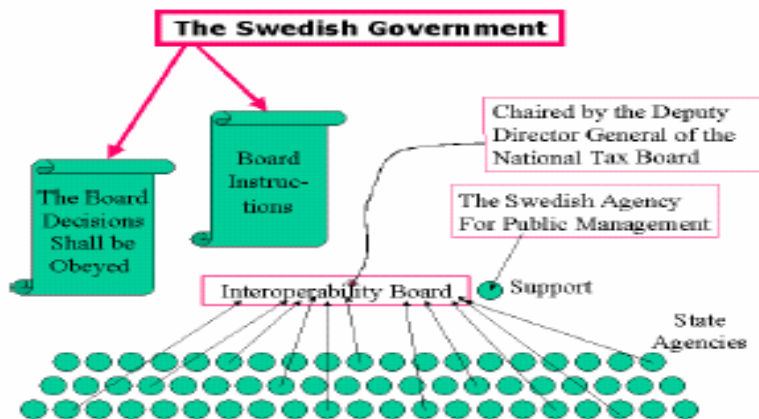 The Swedish Government
Chaired by the Deputy
Director General of the
National Tax Board
Board
Instruc-
tions
The Board
Decisions
Shall be
Obeyed
The Swedish Agency
For Public Management
Interoperability Board
Support
State
Agencies